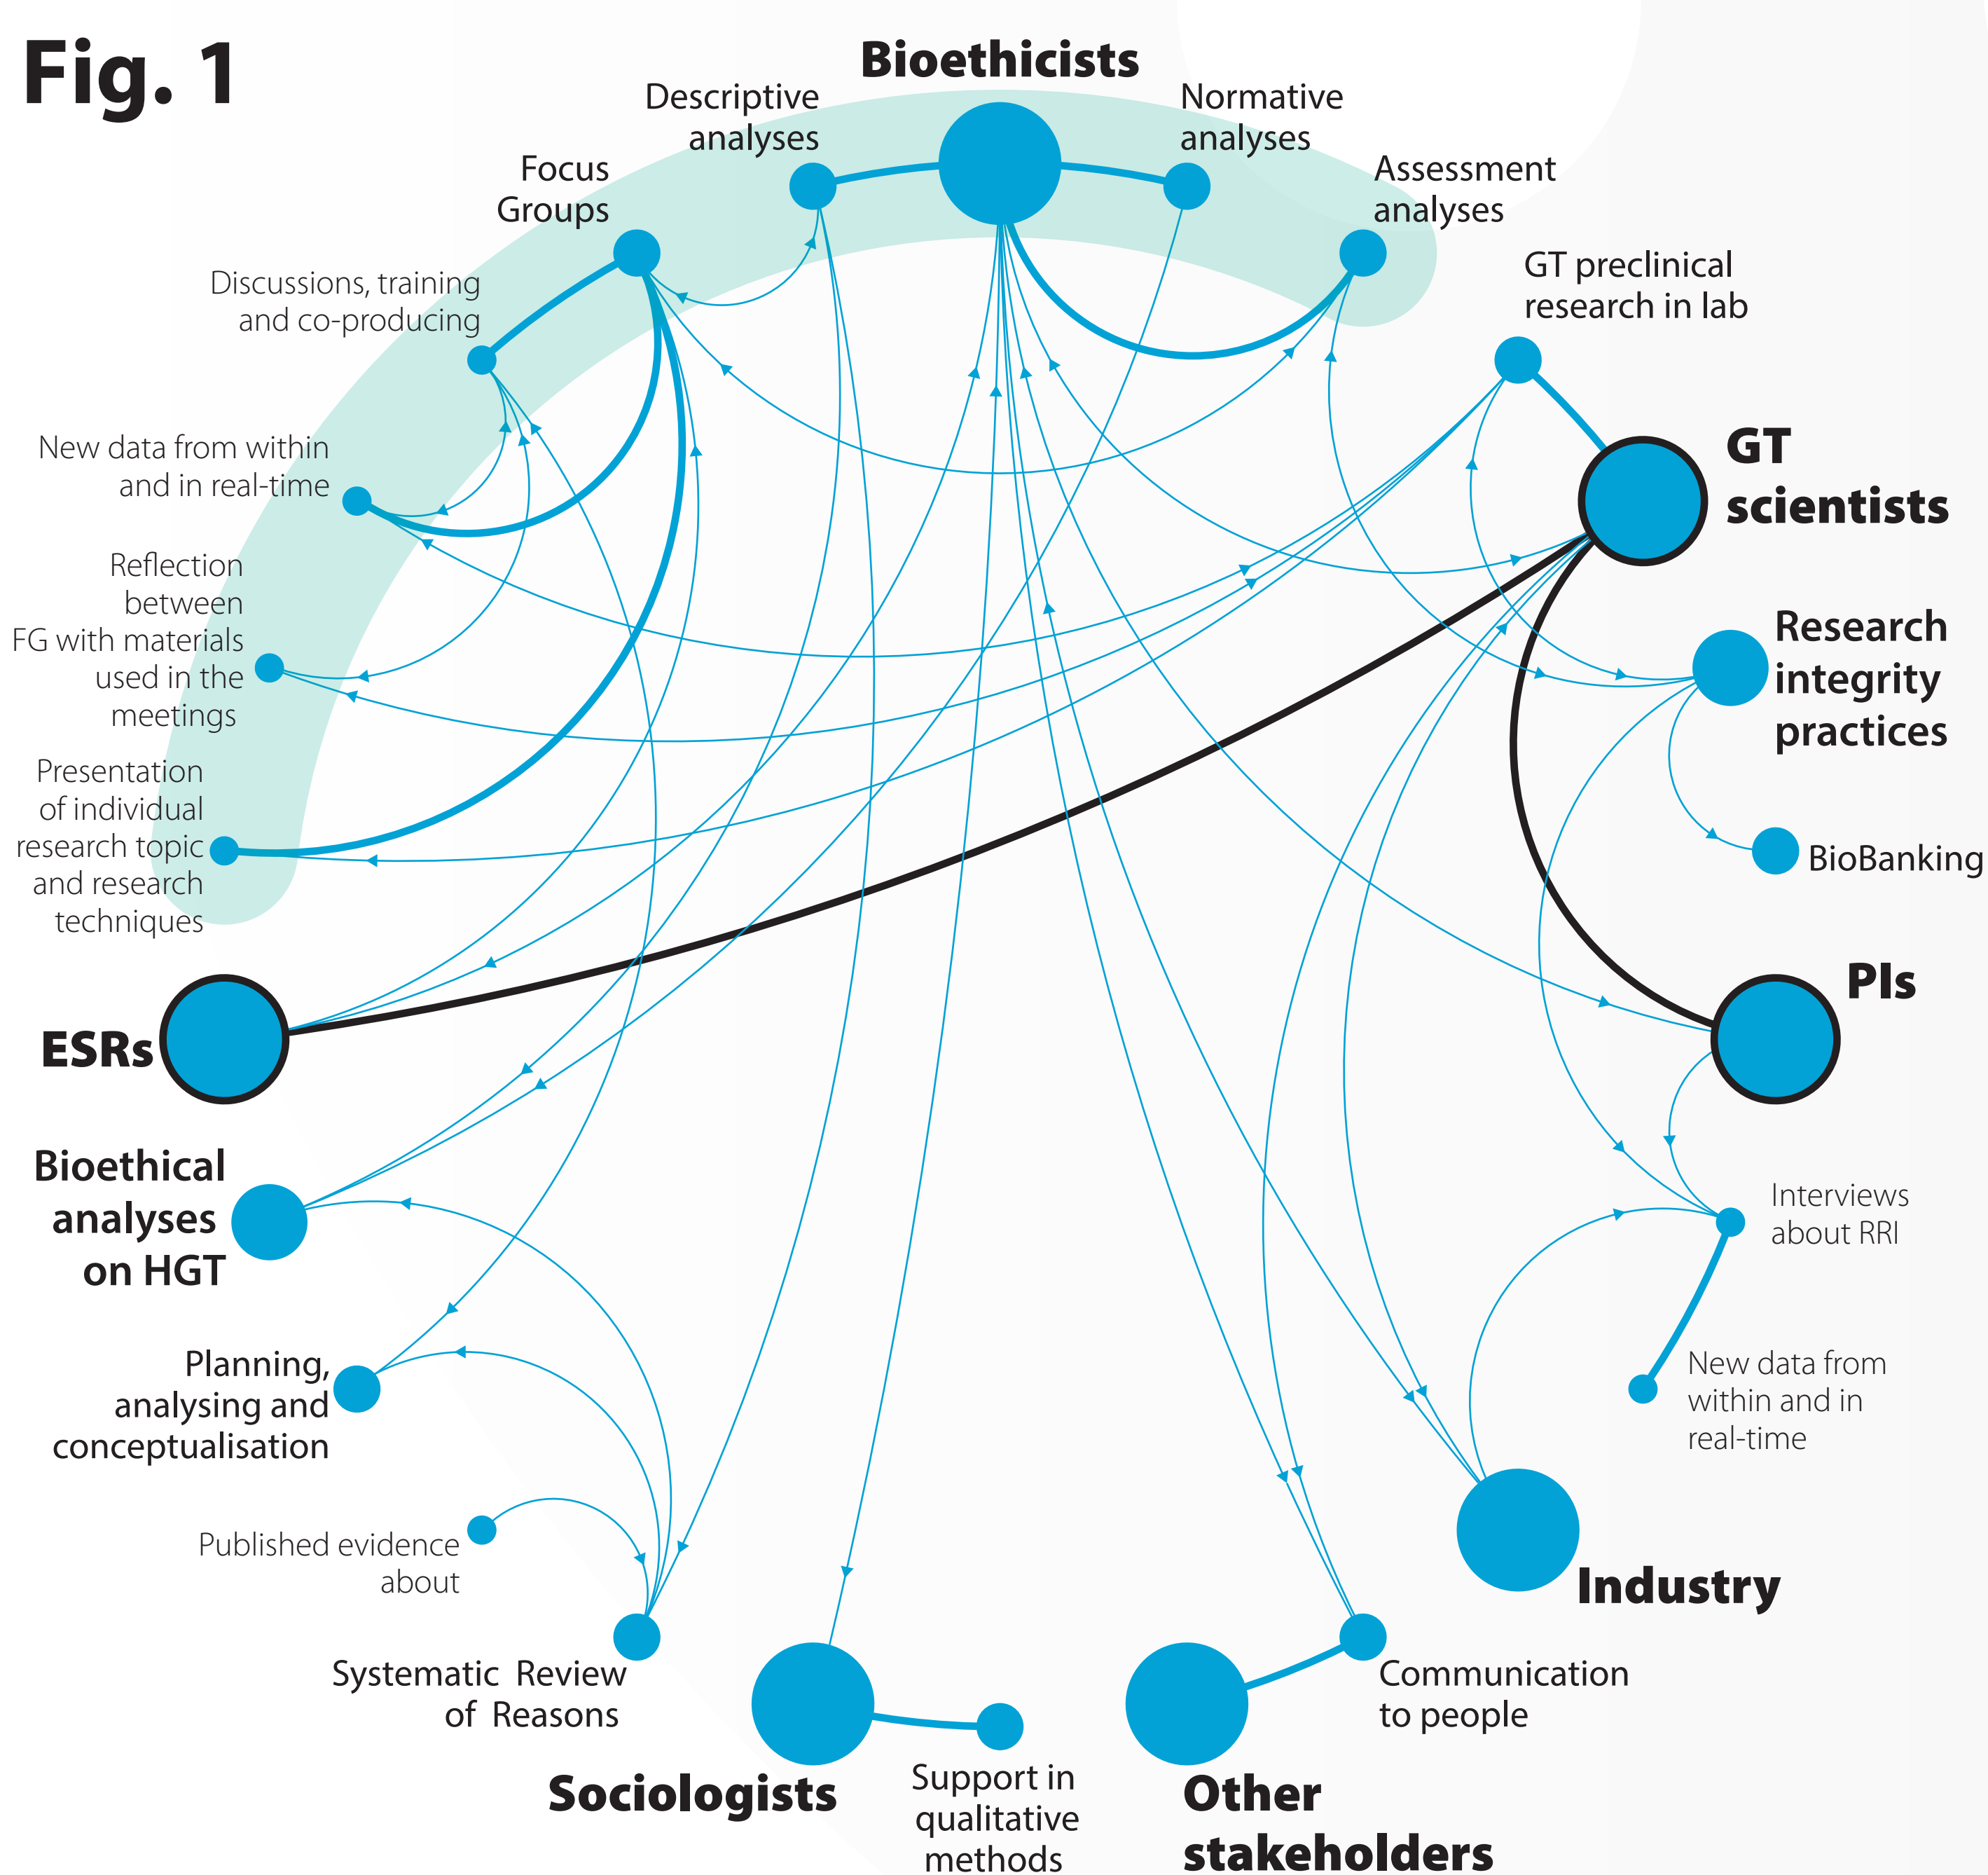 Fig. 1
Bioethicists
Descriptive
analyses
Normative
analyses
Focus
Groups
Assessment
analyses
Discussions, training
and co-producing
GT preclinical
research in lab
New data from within
and in real-time
GT
scientists
Reflection
between
FG with materials
used in the
meetings
Research
integrity
practices
Presentation
of individual
research topic
and research
techniques
BioBanking
PIs
ESRs
Bioethical
analyses
on HGT
Interviews
about RRI
Planning,
analysing and
conceptualisation
New data from
within and in
real-time
Published evidence
about
Industry
Systematic Review
of Reasons
Communication
to people
Sociologists
Support in
qualitative
methods
Other
stakeholders